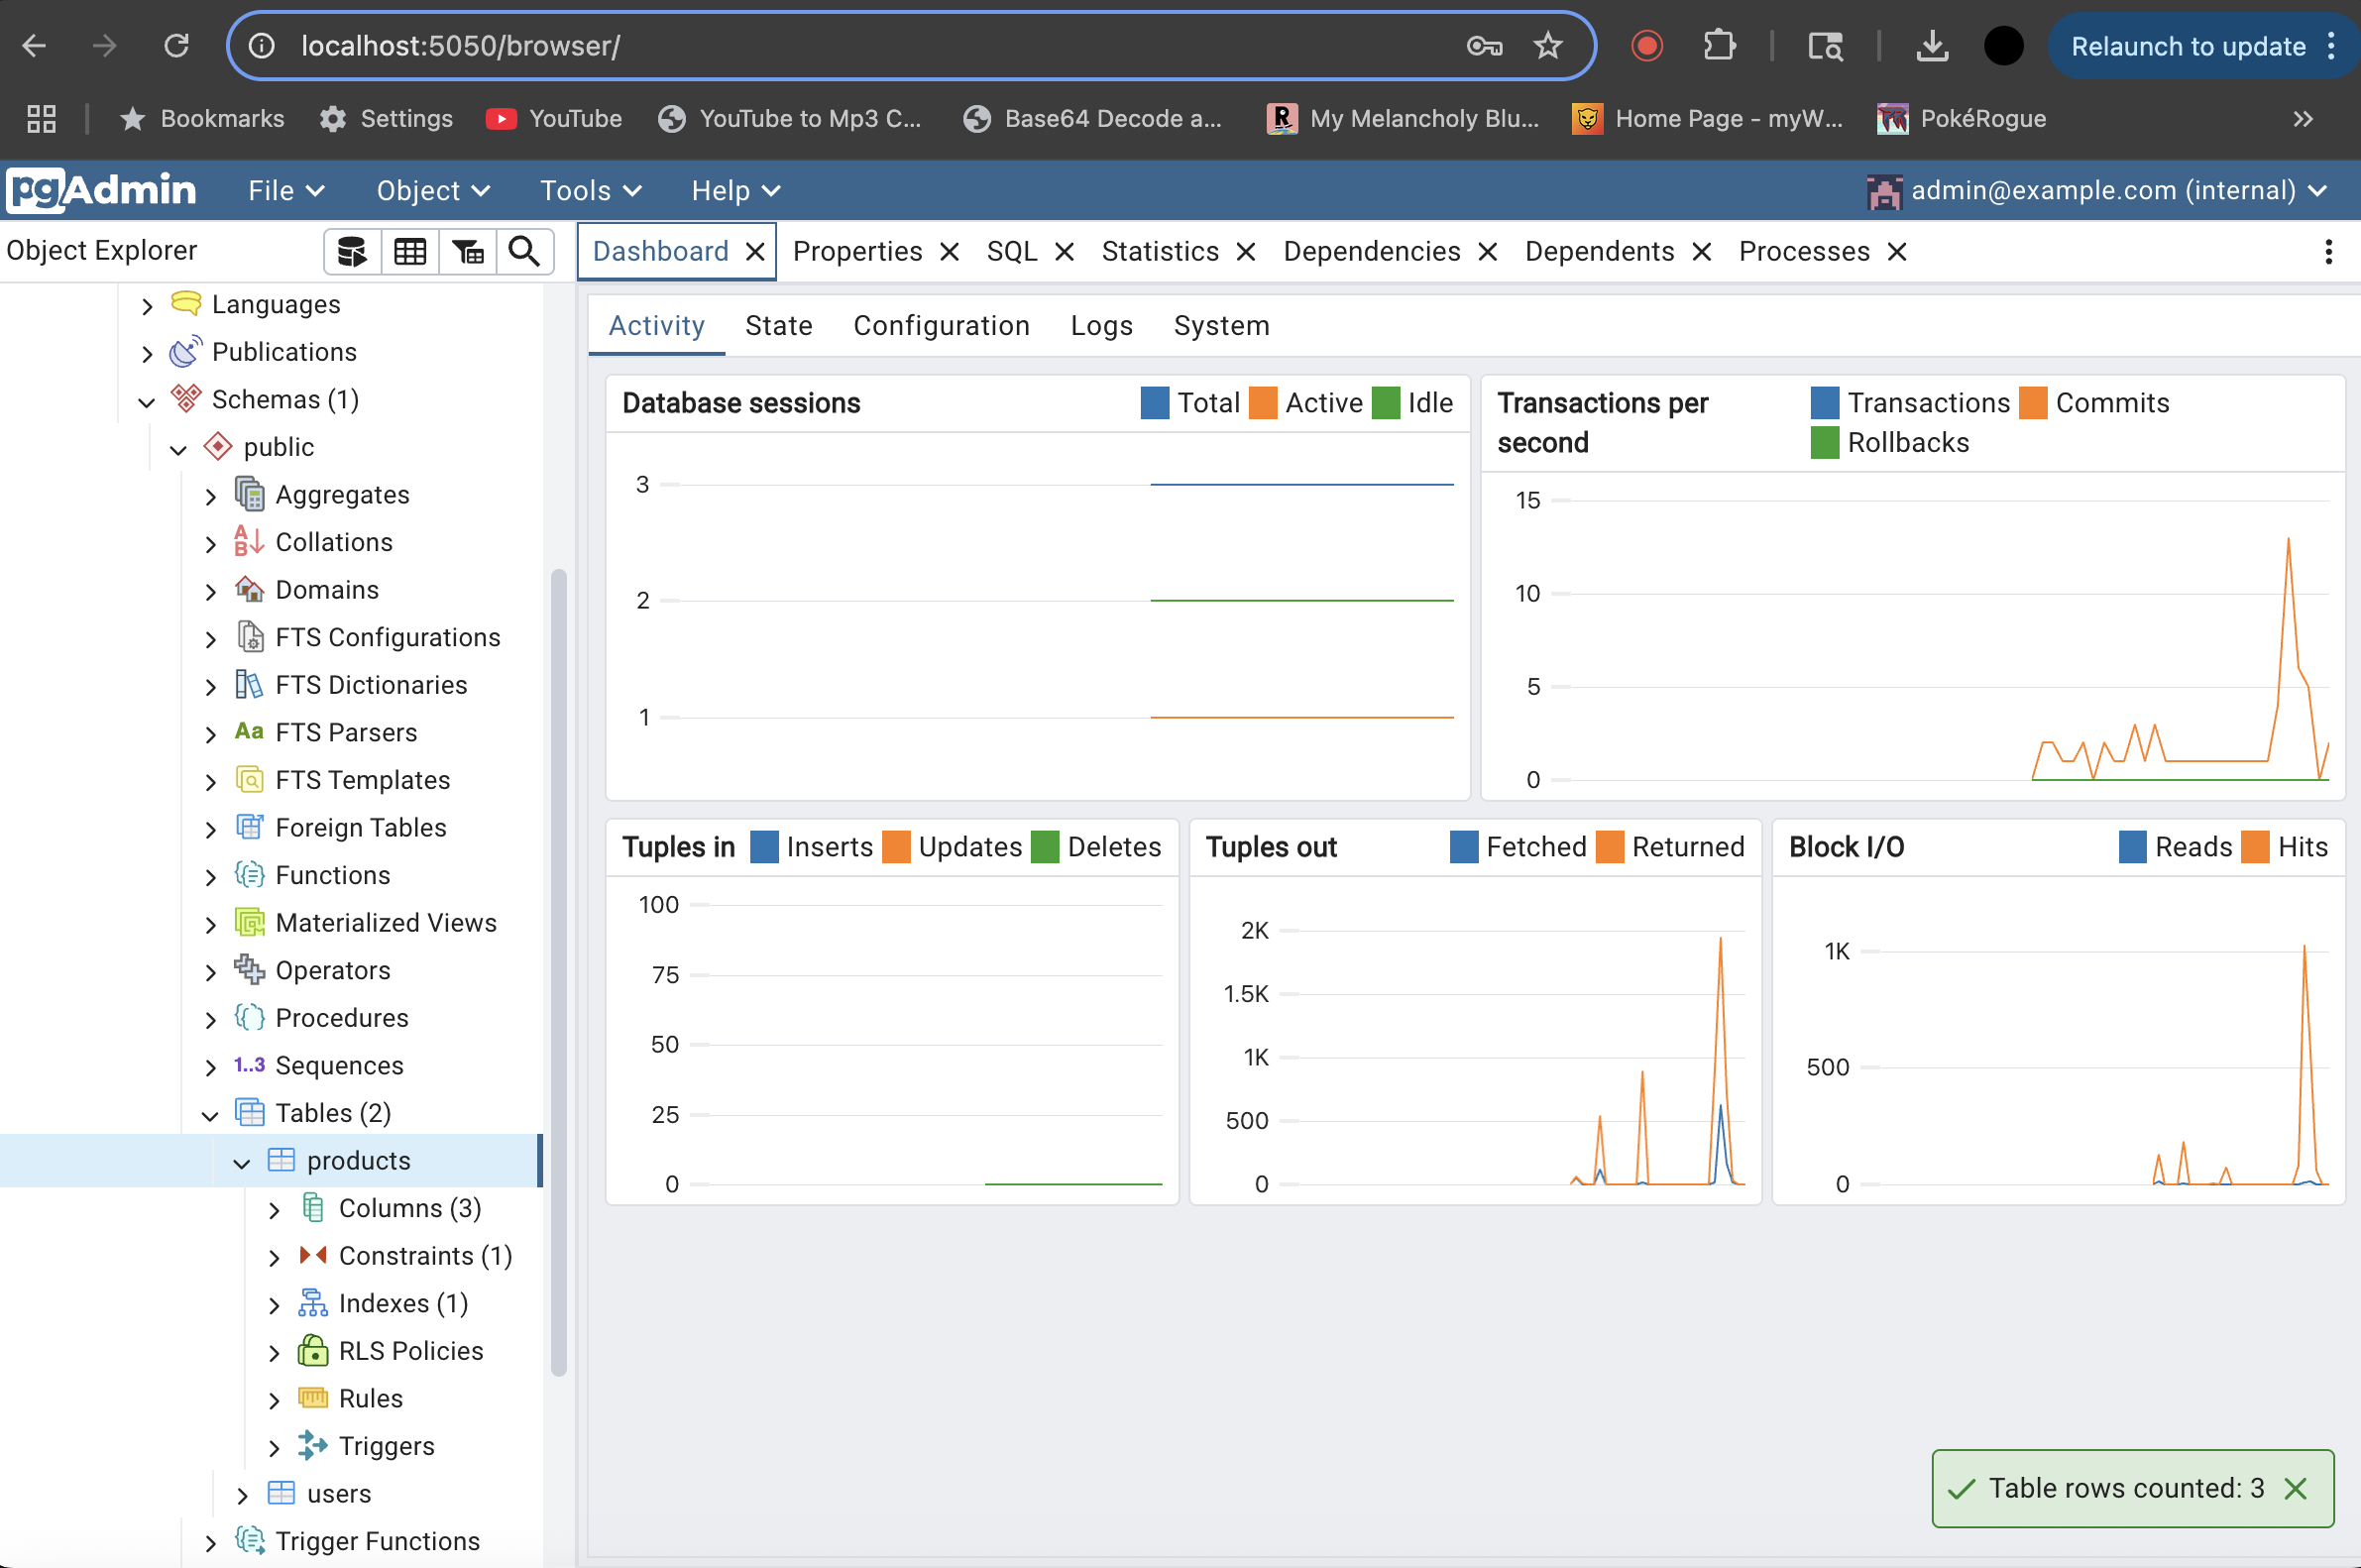 localhost:5050/browser/
Relaunch to update
Bookmarks
Settings
YouTube
YouTube to Mp3 C...
Base64 Decode a...
My Melancholy Blu...
Home Page - myW...
PokéRogue
pgAdmin
File
Object
Tools
Help
admin@example.com (internal)
Object Explorer
Dashboard
Properties
SQL
Statistics
Dependencies
Dependents
Processes
Languages
Publications
Schemas (1)
public
Aggregates
Collations
Domains
FTS Configurations
FTS Dictionaries
Aa FTS Parsers
FTS Templates
Foreign Tables
Functions
Materialized Views
Operators
Procedures
1..3 Sequences
Tables (2)
products
Columns (3)
Constraints (1)
Indexes (1)
RLS Policies
Rules
Triggers
users
Trigger Functions
Activity
State
Configuration
Logs
System
Database sessions
Total Active Idle
3
2
1
Transactions per
second
Transactions Commits
Rollbacks
15
10
5
0
Tuples in
Inserts Updates Deletes
100
75
50
25
0
Tuples out
Fetched Returned
2K
1.5K
1K
500
0
Block I/O
Reads Hits
1K
500
0
Table rows counted: 3